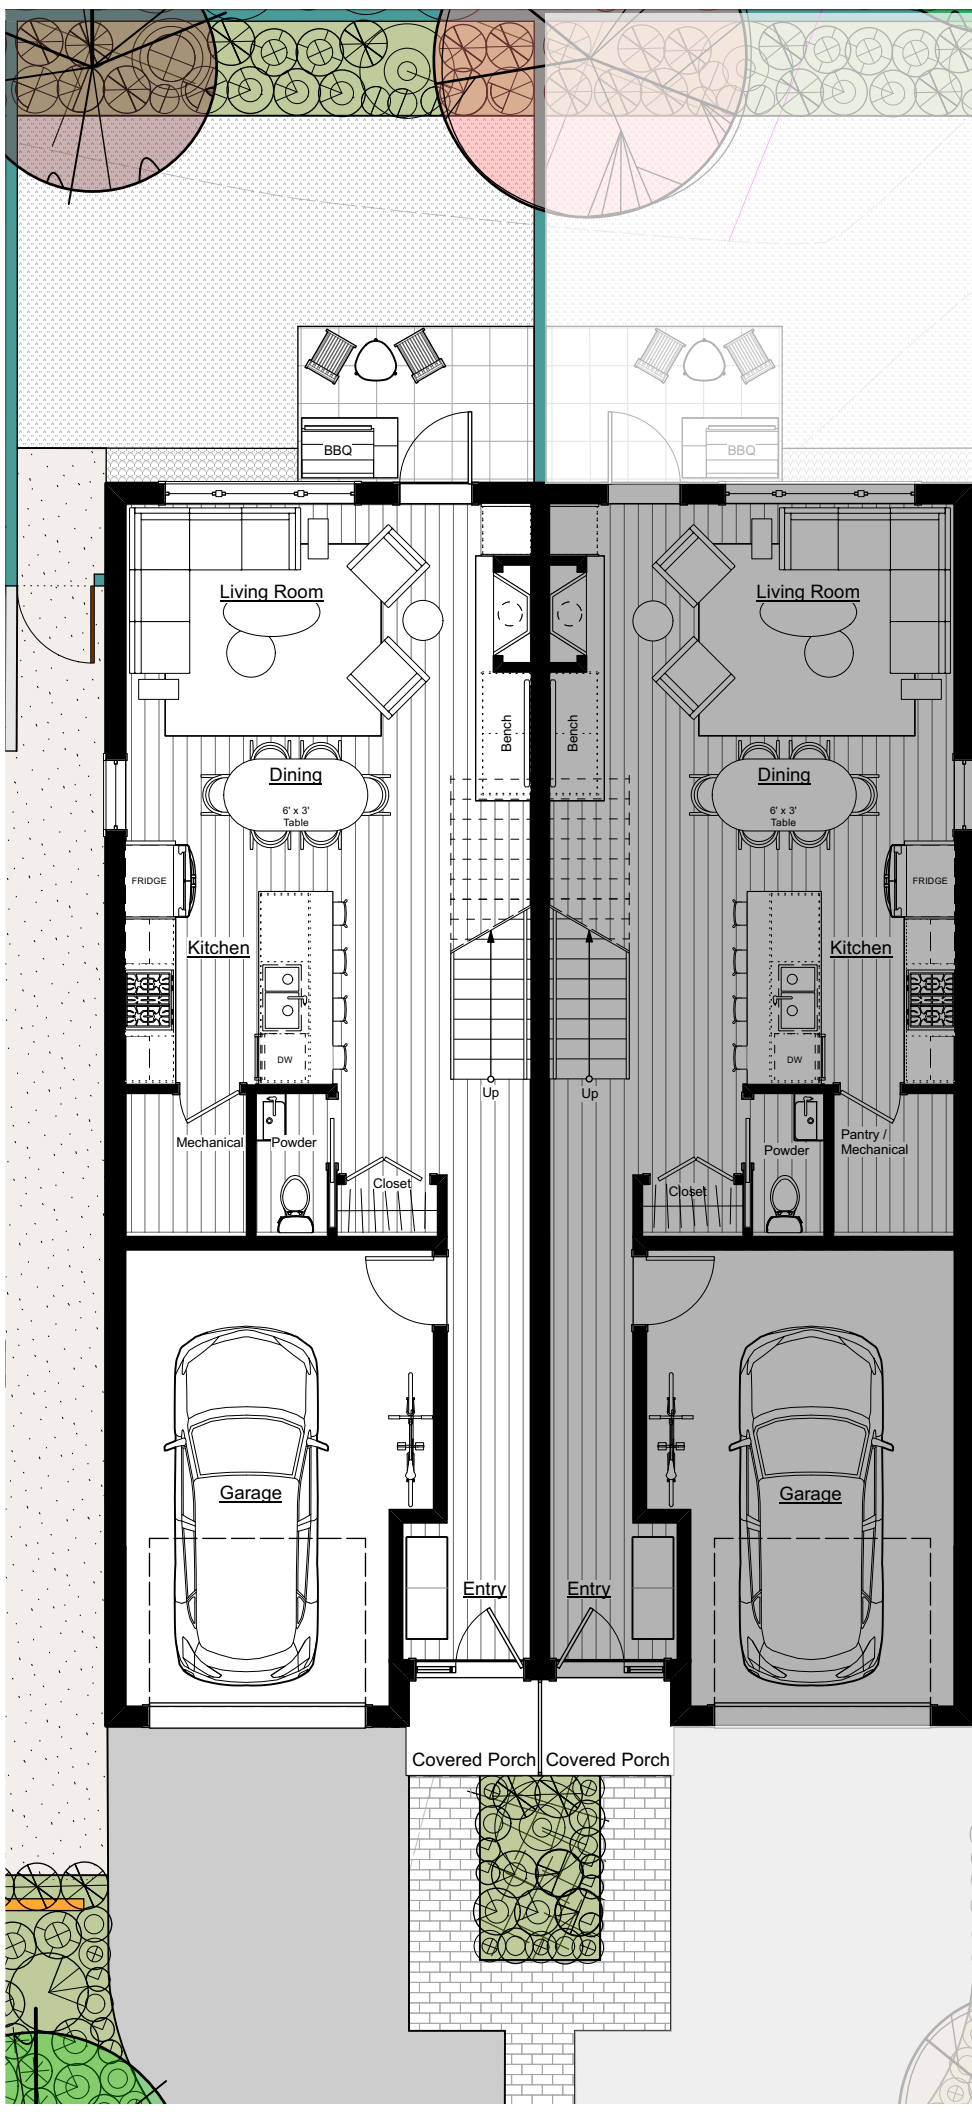 BBQ
BBQ
Living Room
Living Room
Bench
Bench
Dining
6' x 3'
Table
Dining
6' x 3'
Table
FRIDGE
FRIDGE
Kitchen
Kitchen
DW
DW
Up
Up
Mechanical
Powder
Closet
Closet
Powder
Pantry /
Mechanical
Garage
Garage
Entry
Entry
Covered Porch
Covered Porch